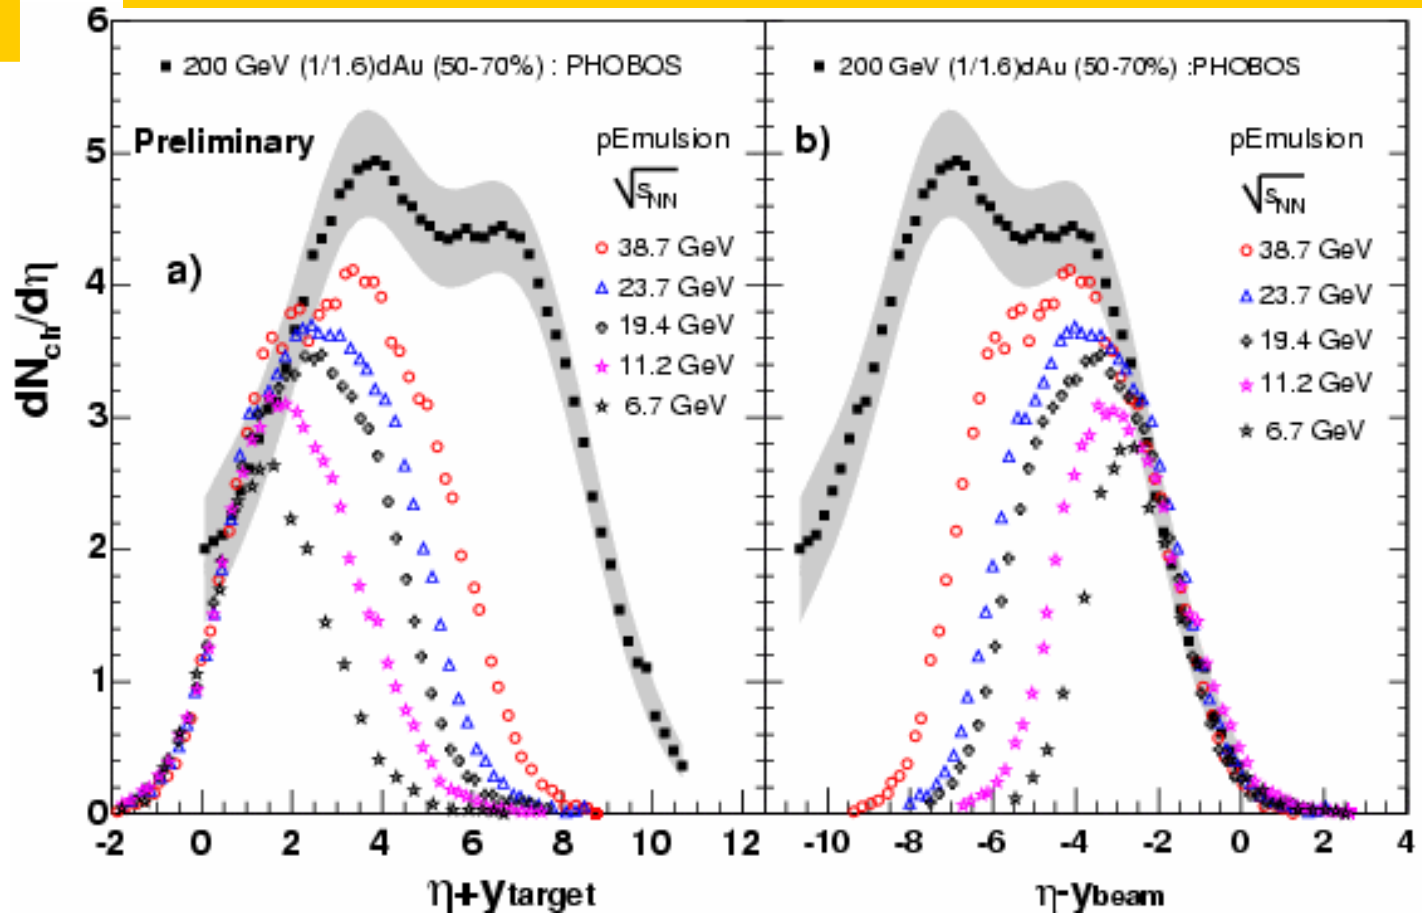 200 GeV (1/1.6)dAu (50-70%) : PHOBOS
Preliminary
a)
pEmulsion
√sNN
38.7 GeV
23.7 GeV
19.4 GeV
11.2 GeV
6.7 GeV
200 GeV (1/1.6)dAu (50-70%) :PHOBOS
b)
pEmulsion
√sNN
38.7 GeV
23.7 GeV
19.4 GeV
11.2 GeV
6.7 GeV
dNch/dη
6
5
4
3
2
1
0
-2 0 2 4 6 8 10 12
-10 -8 -6 -4 -2 0 2 4
η+ytarget
η-ybeam